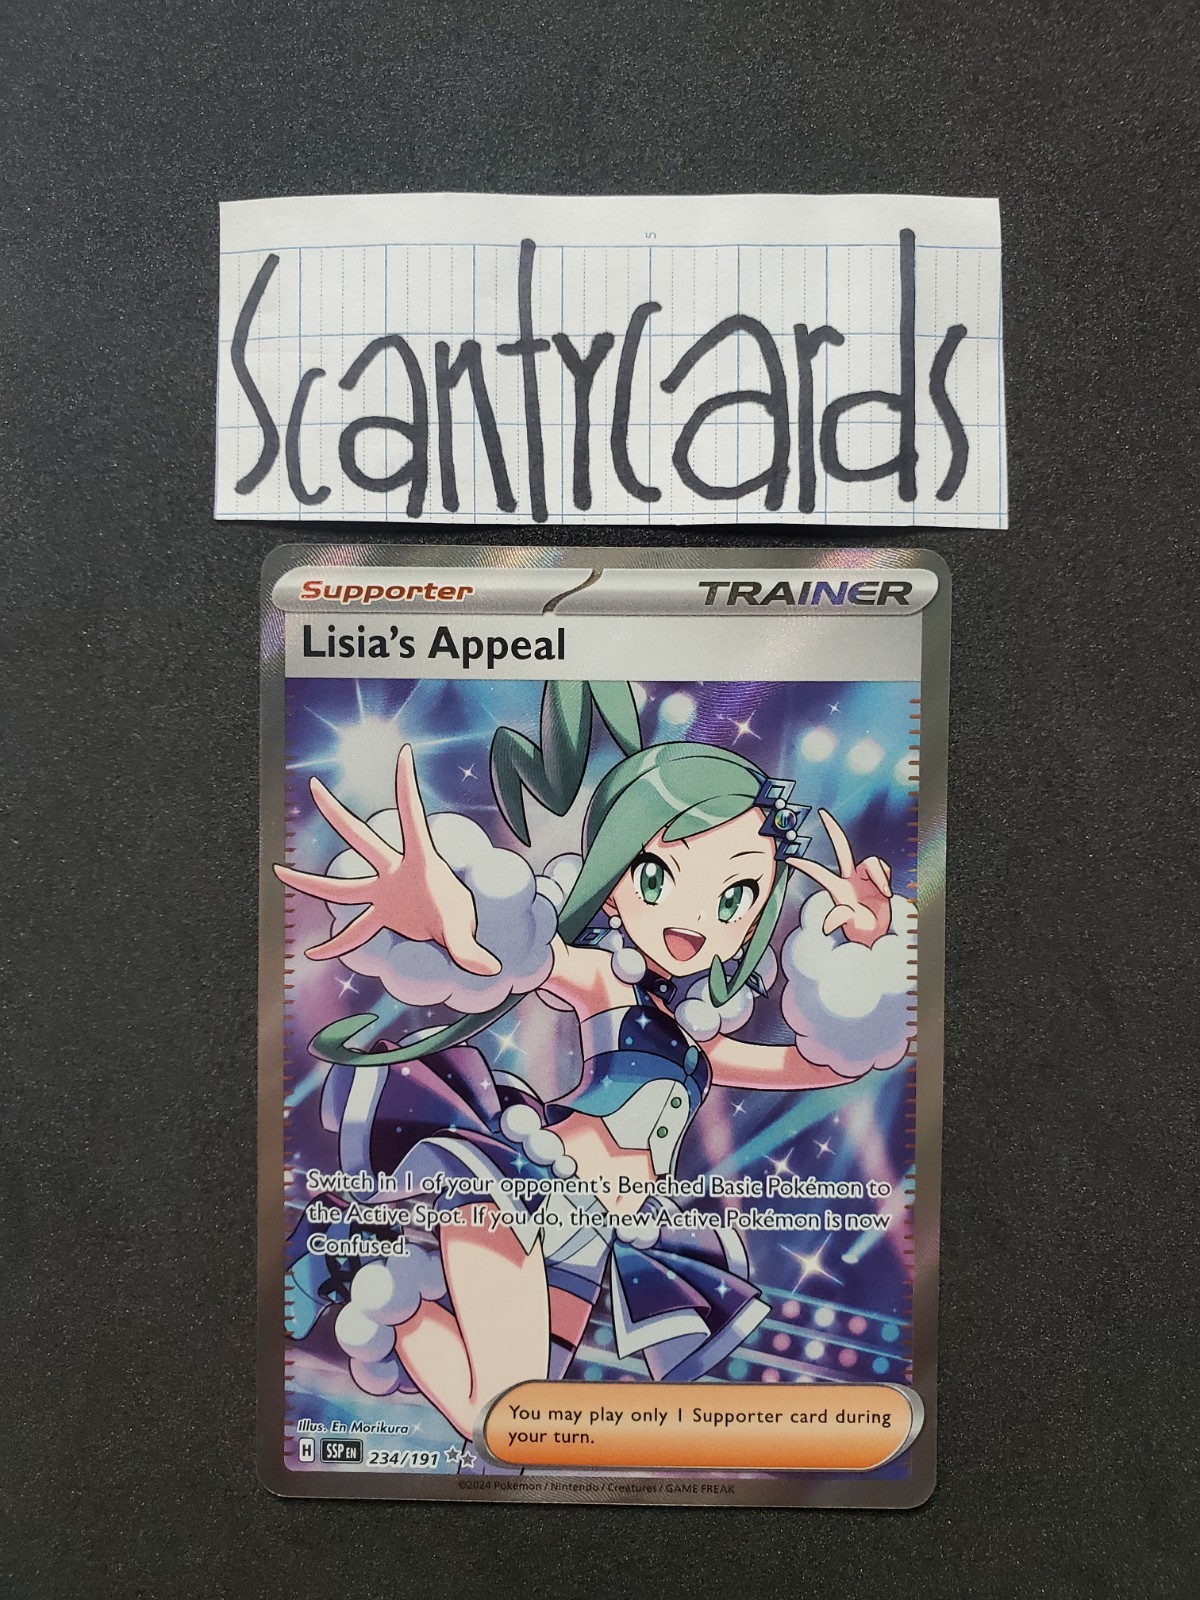 5
Scantycards
Supporter
TRAINER
Lisia's Appeal
Switch in 1 of your opponent's Benched Basic Pokémon to
the Active Spot. If you do, the new Active Pokémon is now
Confused.
You may play only 1 Supporter card during
your turn.
Illus. En Morikura
H SSP EN 234/191
©2024 Pokémon / Nintendo / Creatures / GAME FREAK